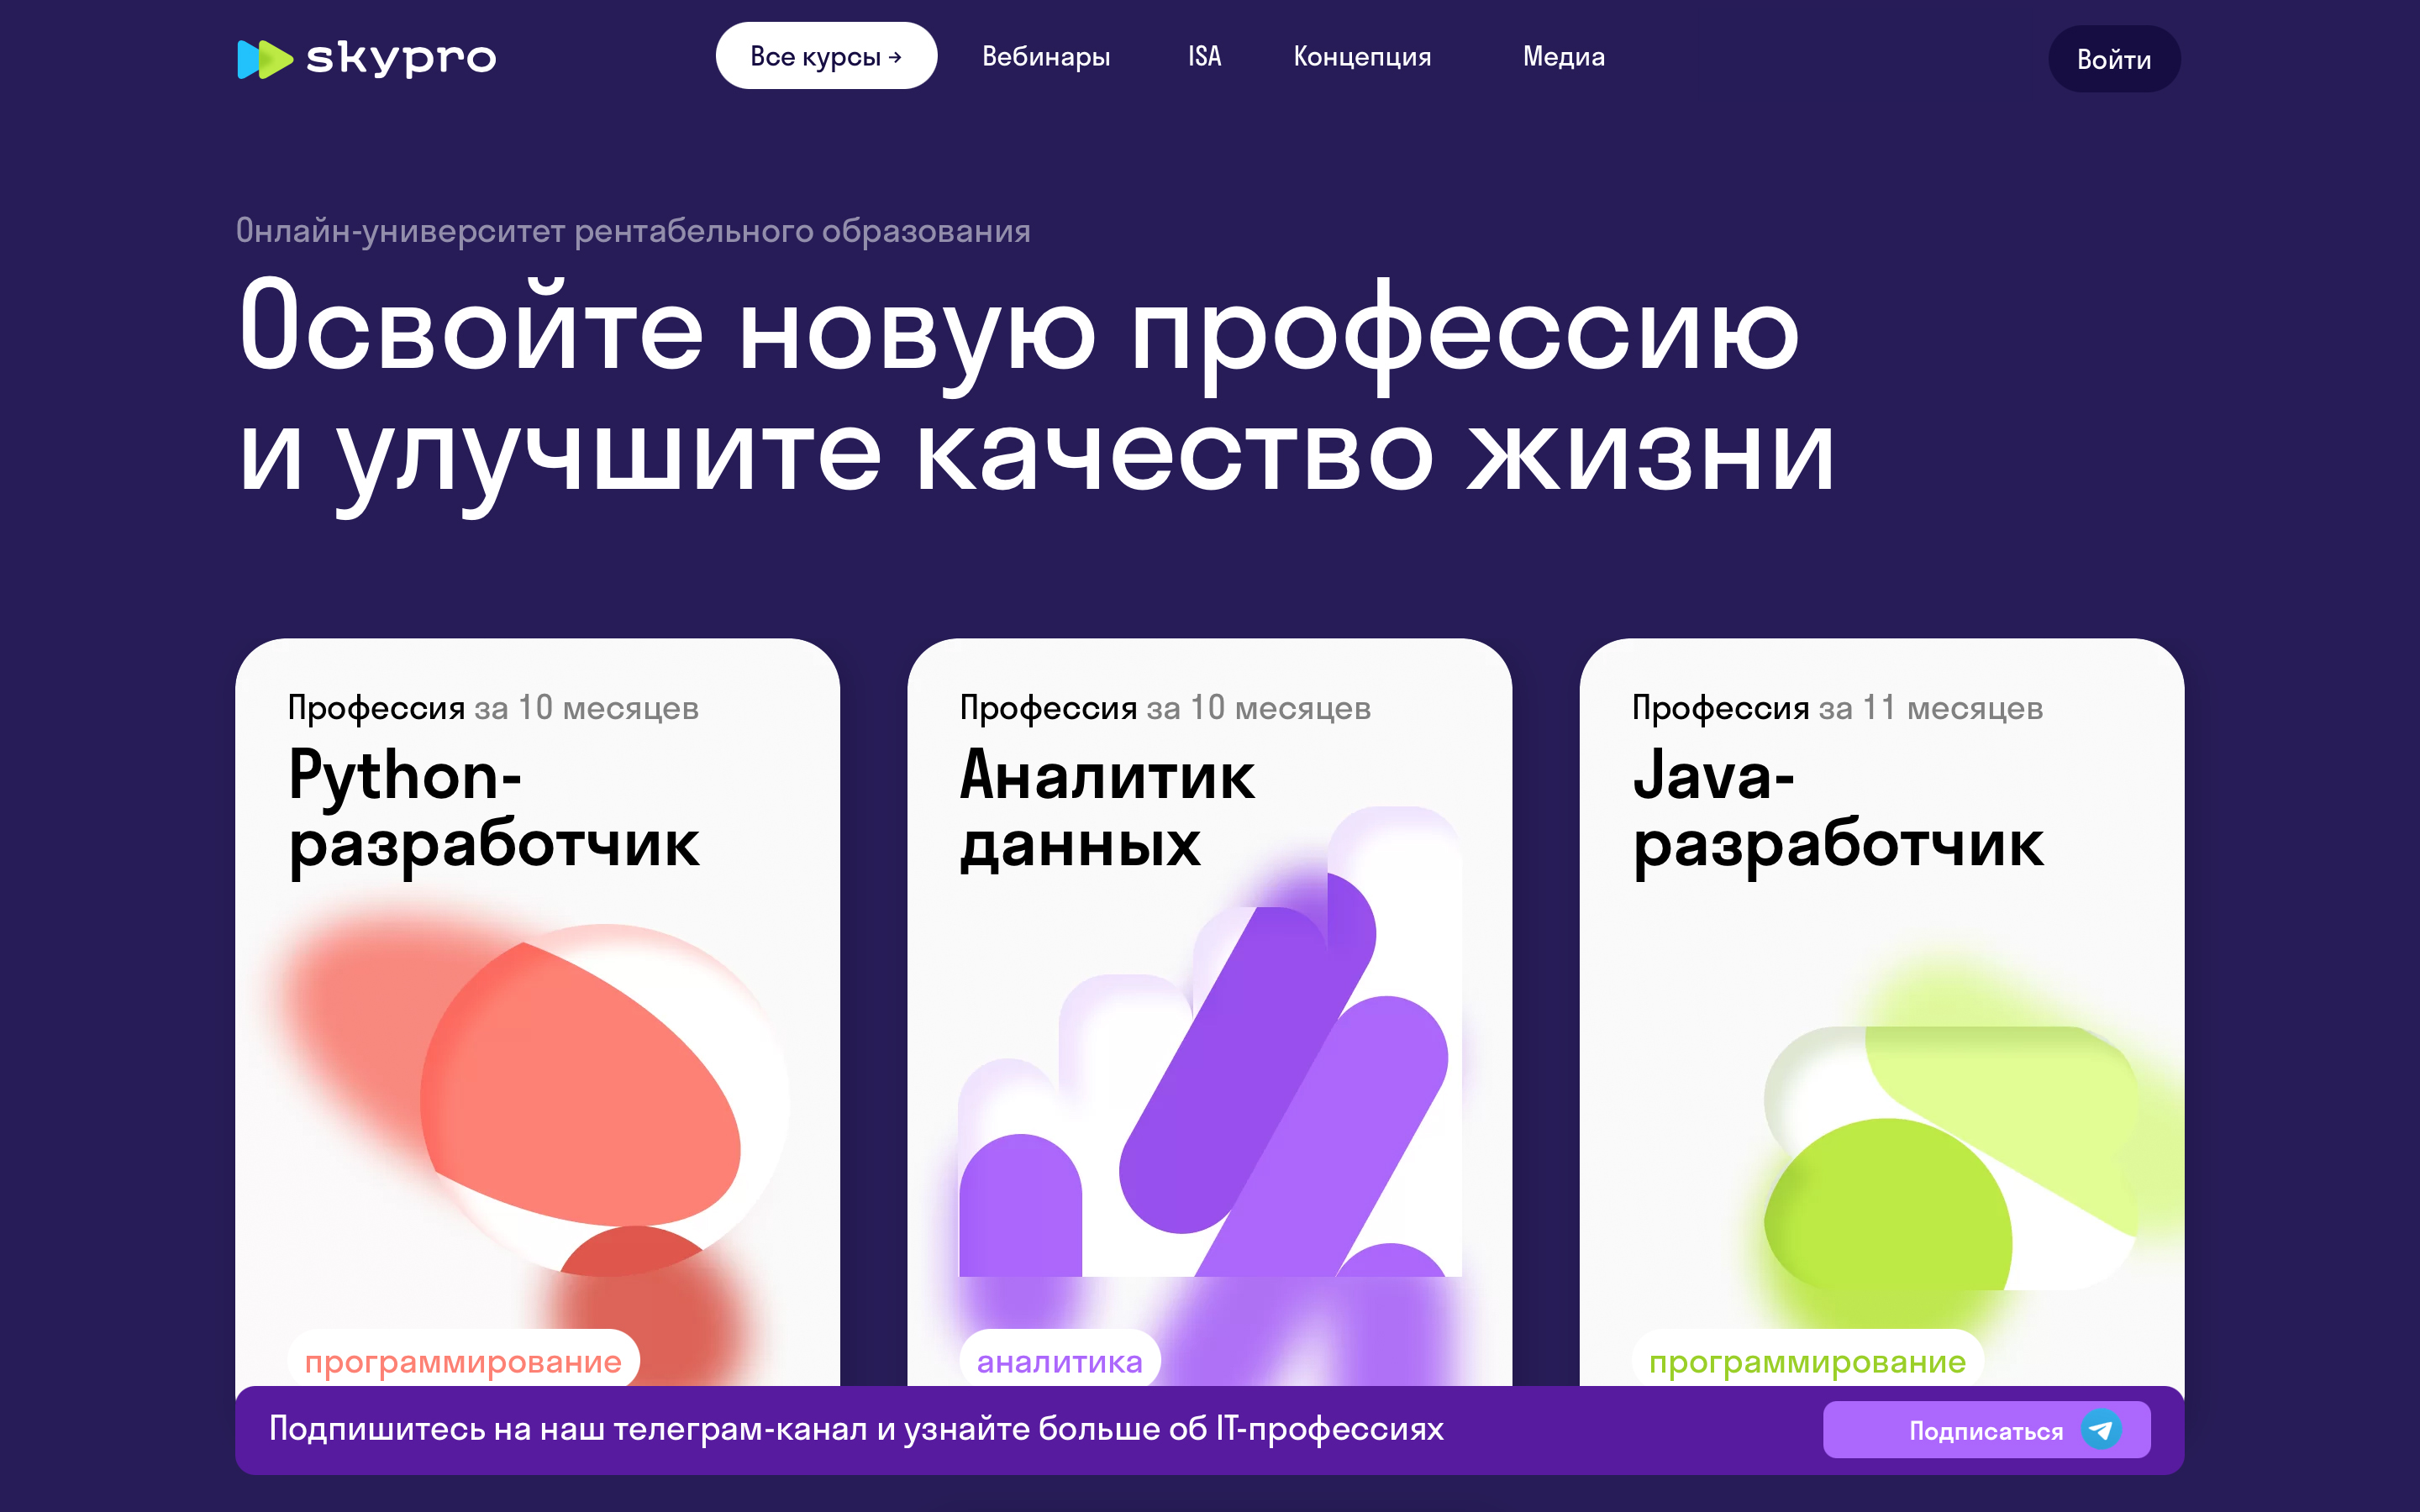 skypro
Все курсы →
Вебинары
ISA
Концепция
Медиа
Войти
Онлайн-университет рентабельного образования
Освойте новую профессию
и улучшите качество жизни
Профессия за 10 месяцев
Python-
разработчик
программирование
Профессия за 10 месяцев
Аналитик
данных
аналитика
Профессия за 11 месяцев
Java-
разработчик
программирование
Подпишитесь на наш телеграм-канал и узнайте больше об IT-профессиях
Подписаться